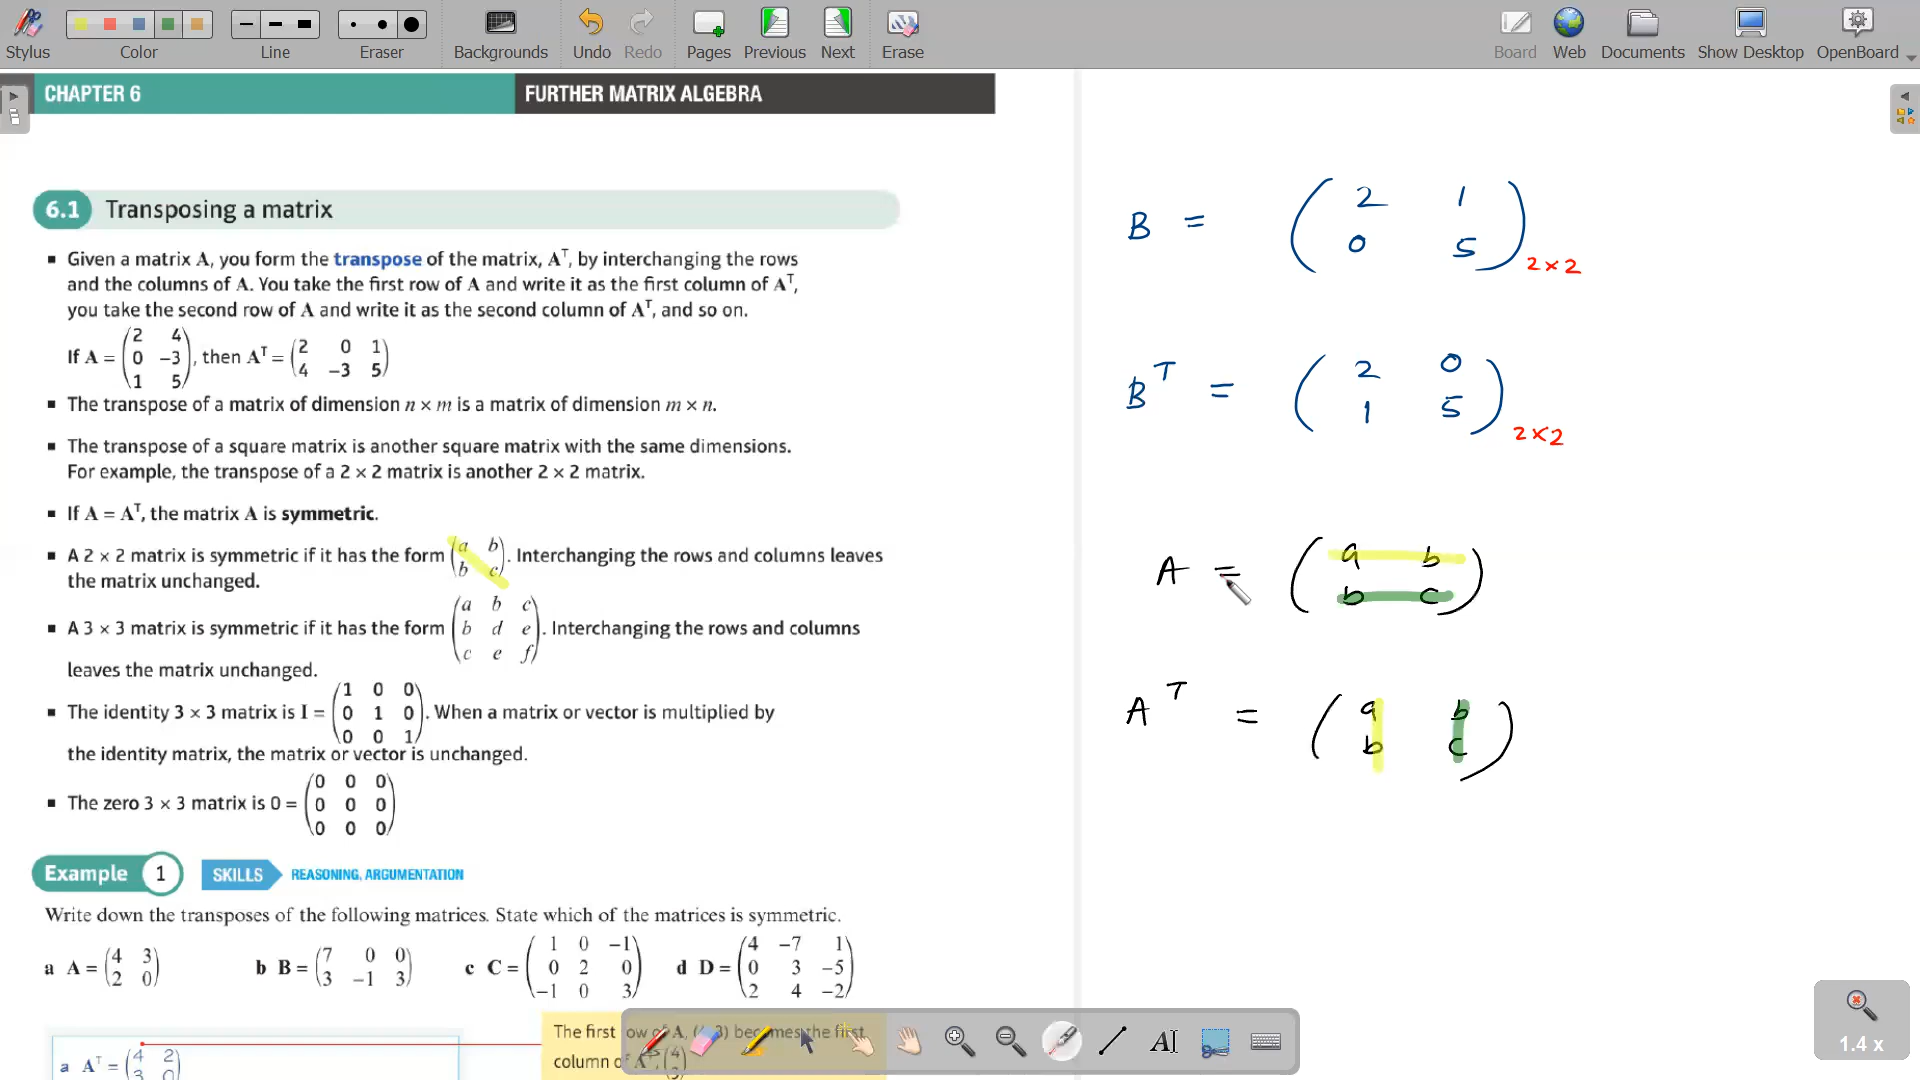 Stylus Color Line Eraser Backgrounds Undo Redo Pages Previous Next Erase Board Web Documents Show Desktop OpenBoard
CHAPTER 6 FURTHER MATRIX ALGEBRA
6.1 Transposing a matrix
▪ Given a matrix A, you form the transpose of the matrix, Aᵀ, by interchanging the rows
and the columns of A. You take the first row of A and write it as the first column of Aᵀ,
you take the second row of A and write it as the second column of Aᵀ, and so on.
2 4
If A = ( 0 −3 ), then Aᵀ = ( 2 0 1
1 5
4 −3 5 )
▪ The transpose of a matrix of dimension n × m is a matrix of dimension m × n.
▪ The transpose of a square matrix is another square matrix with the same dimensions.
For example, the transpose of a 2 × 2 matrix is another 2 × 2 matrix.
▪ If A = Aᵀ, the matrix A is symmetric.
▪ A 2 × 2 matrix is symmetric if it has the form (a b
b c). Interchanging the rows and columns leaves
the matrix unchanged.
a b c
▪ A 3 × 3 matrix is symmetric if it has the form ( b d e ). Interchanging the rows and columns
c e f
leaves the matrix unchanged.
1 0 0
▪ The identity 3 × 3 matrix is I = ( 0 1 0 ). When a matrix or vector is multiplied by
0 0 1
the identity matrix, the matrix or vector is unchanged.
0 0 0
▪ The zero 3 × 3 matrix is 0 = ( 0 0 0 )
0 0 0
Example 1 SKILLS REASONING, ARGUMENTATION
Write down the transposes of the following matrices. State which of the matrices is symmetric.
a A = (4 3
2 0)
b B = (7 0 0
3 −1 3)
c C = ( 1 0 −1
0 2 0
−1 0 3 )
d D = ( 4 −7 1
0 3 −5
2 4 −2 )
a Aᵀ = (4 2
3 0)
The first row of A, (4 3) becomes the first
column of Aᵀ (4
3)
B = ( 2 1
0 5 ) 2×2
Bᵀ = ( 2 0
1 5 ) 2×2
A = ( a b
b c )
Aᵀ = ( a b
b c )
1.4 x